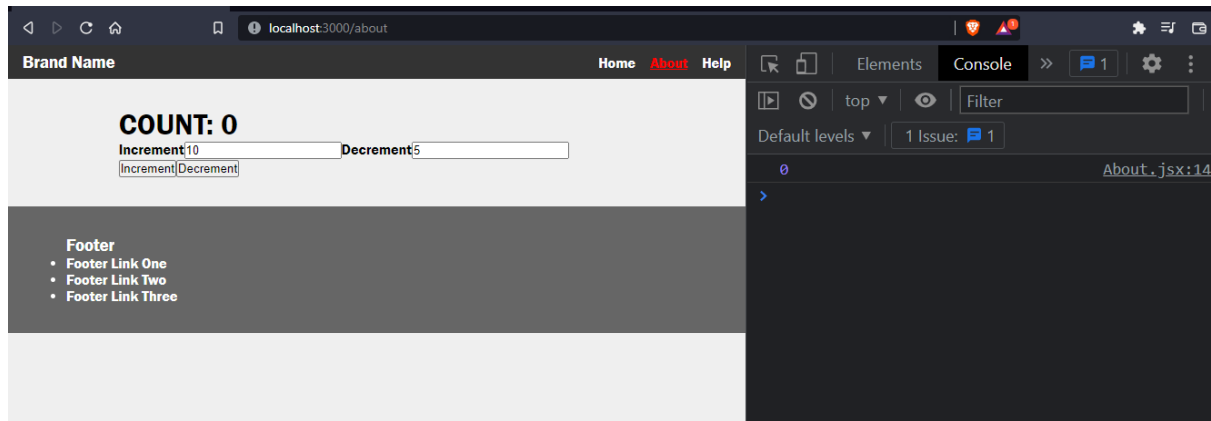 localhost:3000/about
Brand Name
Home About Help
COUNT: 0
Increment 10 Decrement 5
Increment Decrement
Footer
• Footer Link One
• Footer Link Two
• Footer Link Three
Elements Console » 1
top ▼ Filter
Default levels ▼ 1 Issue: 1
0 About.jsx:14
>